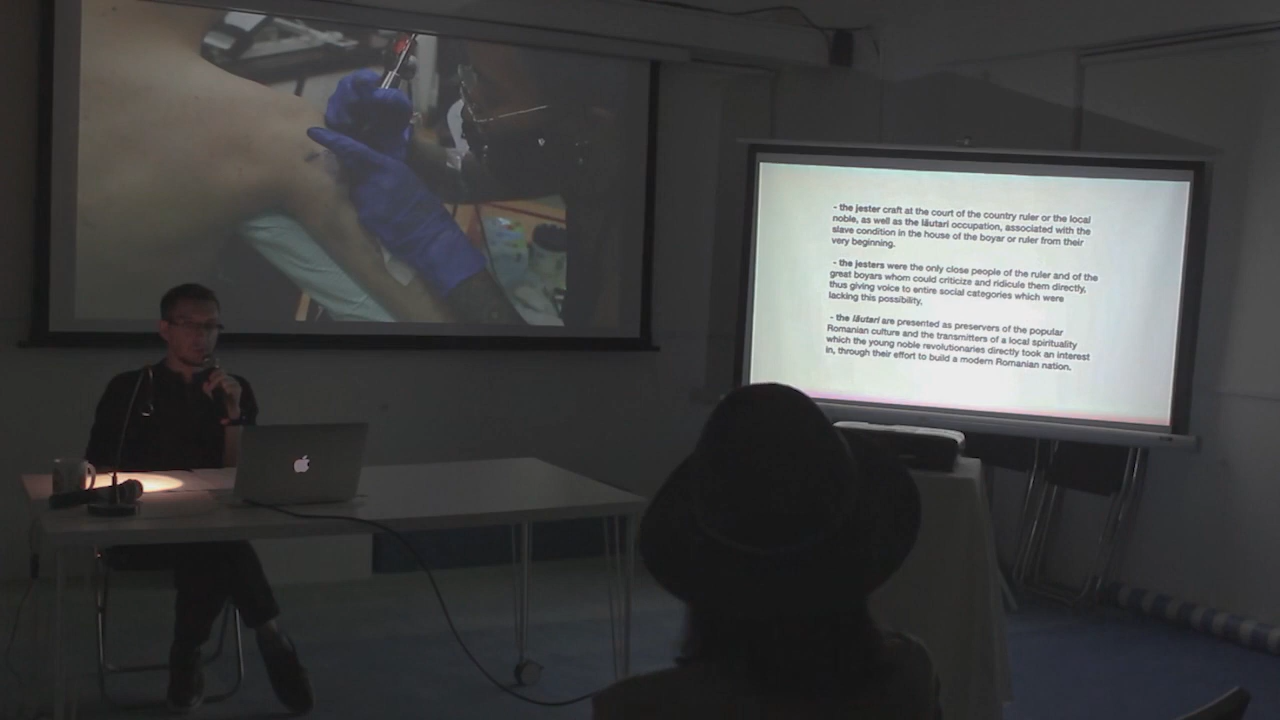 - the jester craft at the court of the country ruler or the local
noble, as well as the lăutari occupation, associated with the
slave condition in the house of the boyar or ruler from their
very beginning.
- the jesters were the only close people of the ruler and of the
great boyars whom could criticize and ridicule them directly,
thus giving voice to entire social categories which were
lacking this possibility.
- the lăutari are presented as preservers of the popular
Romanian culture and the transmitters of a local spirituality
which the young noble revolutionaries directly took an interest
in, through their effort to build a modern Romanian nation.